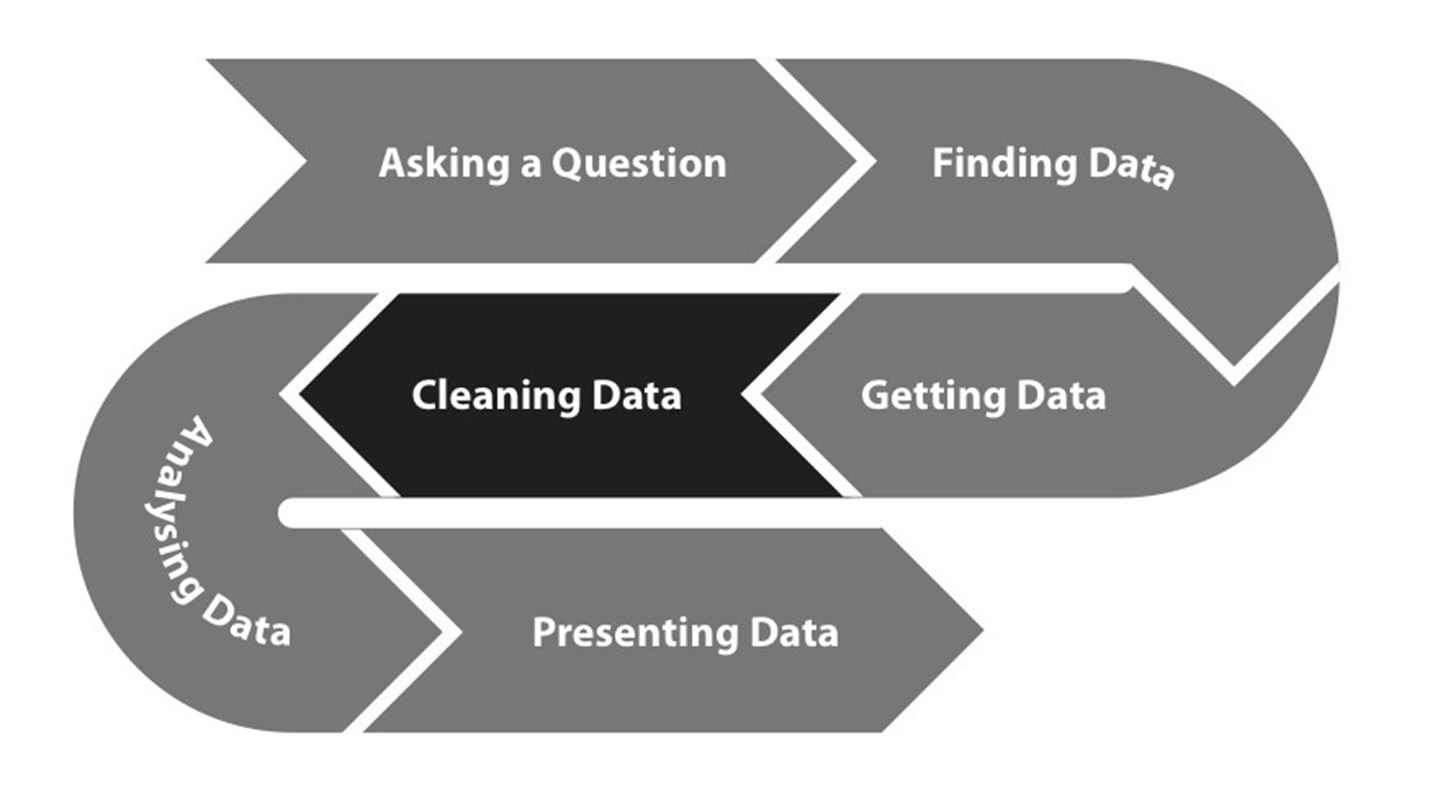 Asking a Question
Finding Data
Getting Data
Cleaning Data
Analysing Data
Presenting Data